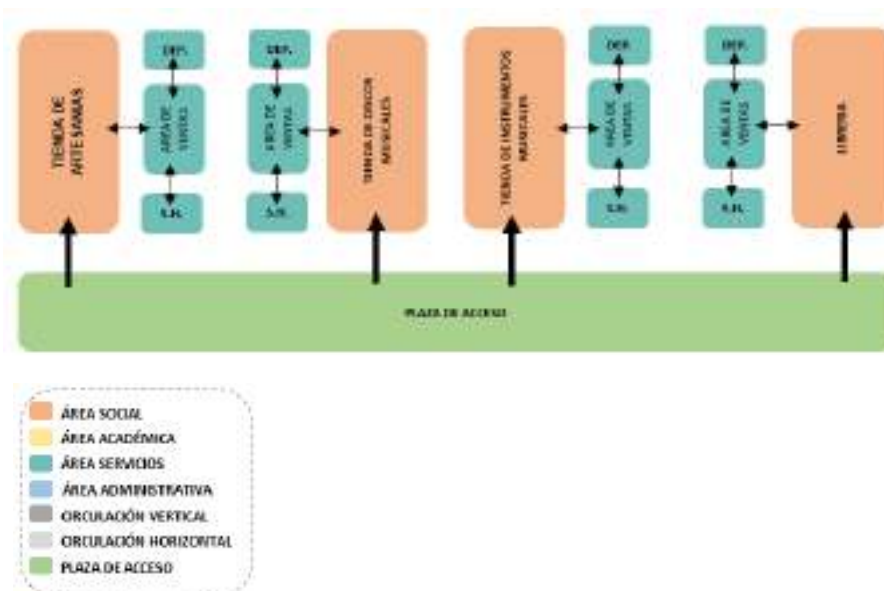 TIENDA DE
ARTESANIAS
DEP.
AREA DE
VENTAS
S.H.
DEP.
AREA DE
VENTAS
S.H.
TIENDA DE DISCOS
MUSICALES
TIENDA DE INSTRUMENTOS
MUSICALES
DEP.
AREA DE
VENTAS
S.H.
DEP.
AREA DE
VENTAS
S.H.
PLAZA DE ACCESO
ÁREA SOCIAL
ÁREA ACADÉMICA
ÁREA SERVICIOS
ÁREA ADMINISTRATIVA
CIRCULACIÓN VERTICAL
CIRCULACIÓN HORIZONTAL
PLAZA DE ACCESO